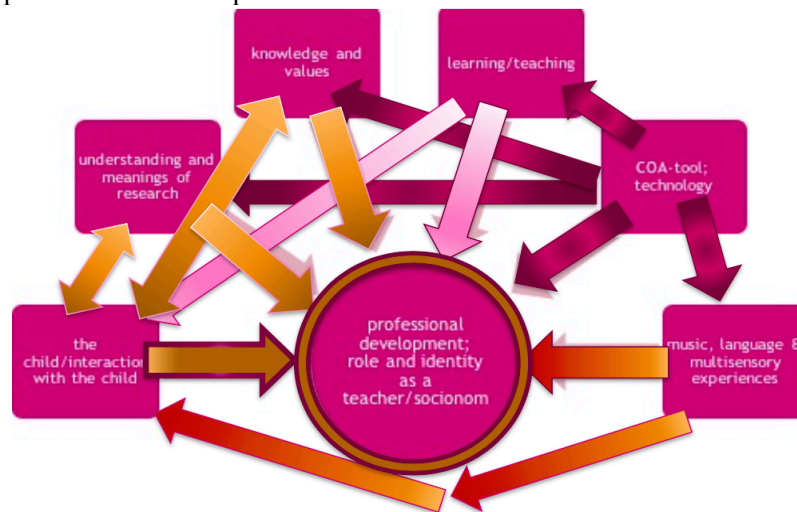 knowledge and
values
learning/teaching
understanding and
meanings of
research
COA-tool;
technology
the
child/interaction
with the child
professional
development;
role and identity
as a
teacher/socionom
music, language &
multisensory
experiences